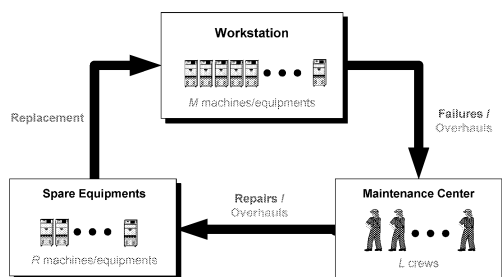 Workstation
M machines/equipments
Replacement
Failures /
Overhauls
Spare Equipments
R machines/equipments
Repairs /
Overhauls
Maintenance Center
L crews